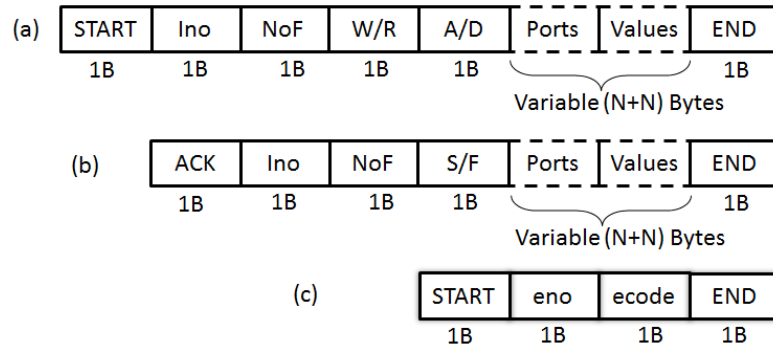 (a) START Ino NoF W/R A/D Ports Values END
1B 1B 1B 1B 1B 1B
Variable (N+N) Bytes
(b) ACK Ino NoF S/F Ports Values END
1B 1B 1B 1B 1B
Variable (N+N) Bytes
(c) START eno ecode END
1B 1B 1B 1B